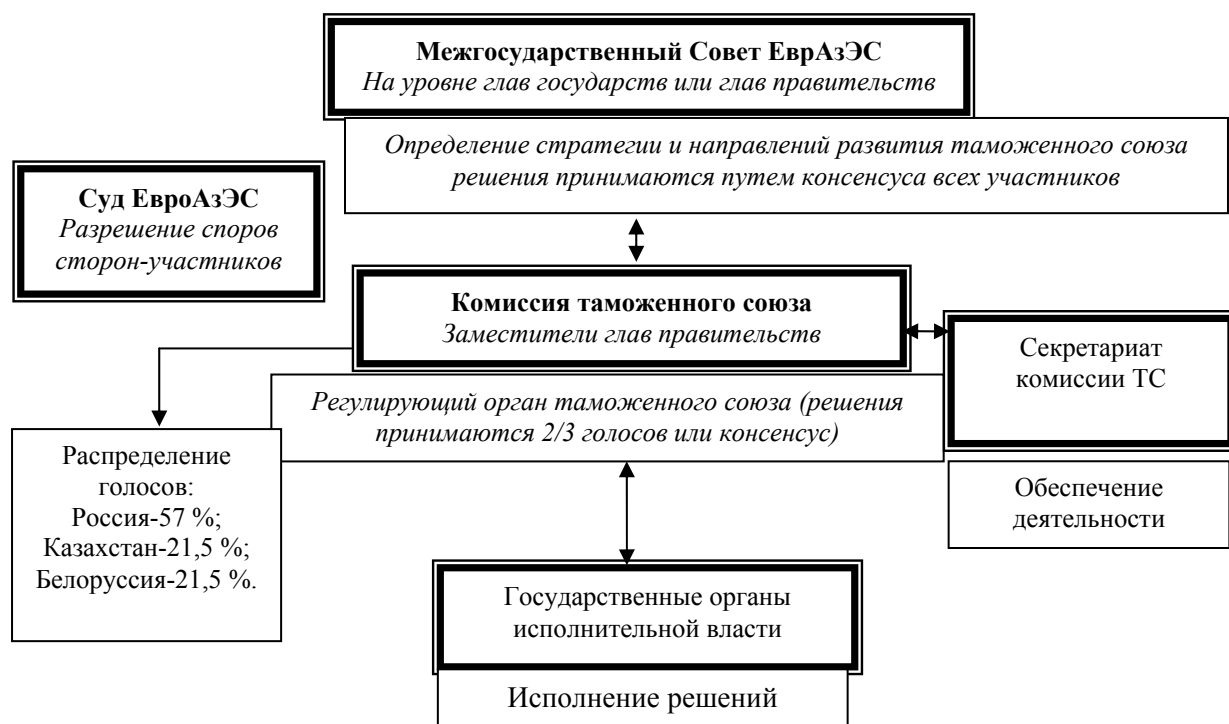 Межгосударственный Совет ЕврАзЭС
На уровне глав государств или глав правительств
Определение стратегии и направлений развития таможенного союза
решения принимаются путем консенсуса всех участников
Суд ЕвроАзЭС
Разрешение споров
сторон-участников
Комиссия таможенного союза
Заместители глав правительств
Регулирующий орган таможенного союза (решения
принимаются 2/3 голосов или консенсус)
Секретариат
комиссии ТС
Обеспечение
деятельности
Распределение
голосов:
Россия-57 %;
Казахстан-21,5 %;
Белоруссия-21,5 %.
Государственные органы
исполнительной власти
Исполнение решений